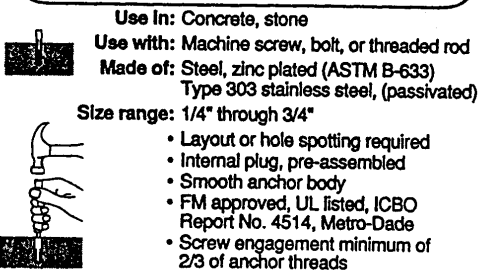 Use In: Concrete, stone
Use with: Machine screw, bolt, or threaded rod
Made of: Steel, zinc plated (ASTM B-633)
Type 303 stainless steel, (passivated)
Size range: 1/4" through 3/4"
• Layout or hole spotting required
• Internal plug, pre-assembled
• Smooth anchor body
• FM approved, UL listed, ICBO
Report No. 4514, Metro-Dade
• Screw engagement minimum of
2/3 of anchor threads